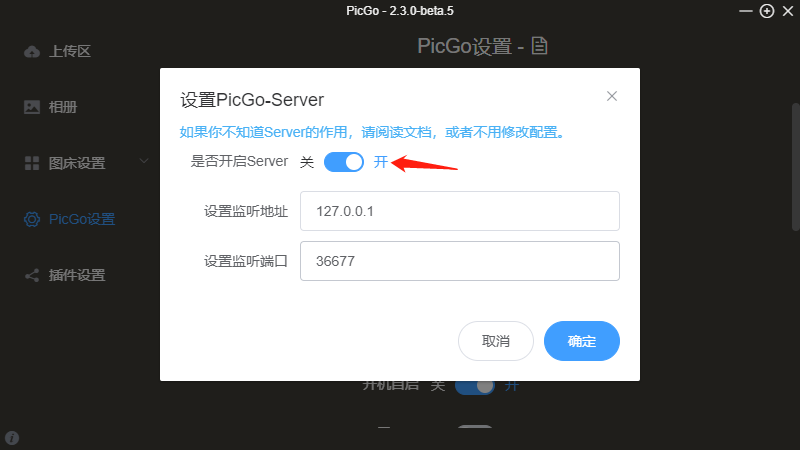 PicGo - 2.3.0-beta.5
上传区
PicGo设置 -
相册
图床设置
PicGo设置
插件设置
设置PicGo-Server
如果你不知道Server的作用，请阅读文档，或者不用修改配置。
是否开启Server 关 开
设置监听地址 127.0.0.1
设置监听端口 36677
取消 确定
开机自启 关 开